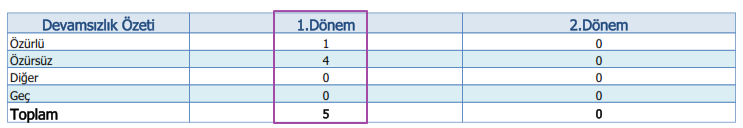 Devamsızlık Özeti 1.Dönem 2.Dönem
Özürlü 1 0
Özürsüz 4 0
Diğer 0 0
Geç 0 0
Toplam 5 0